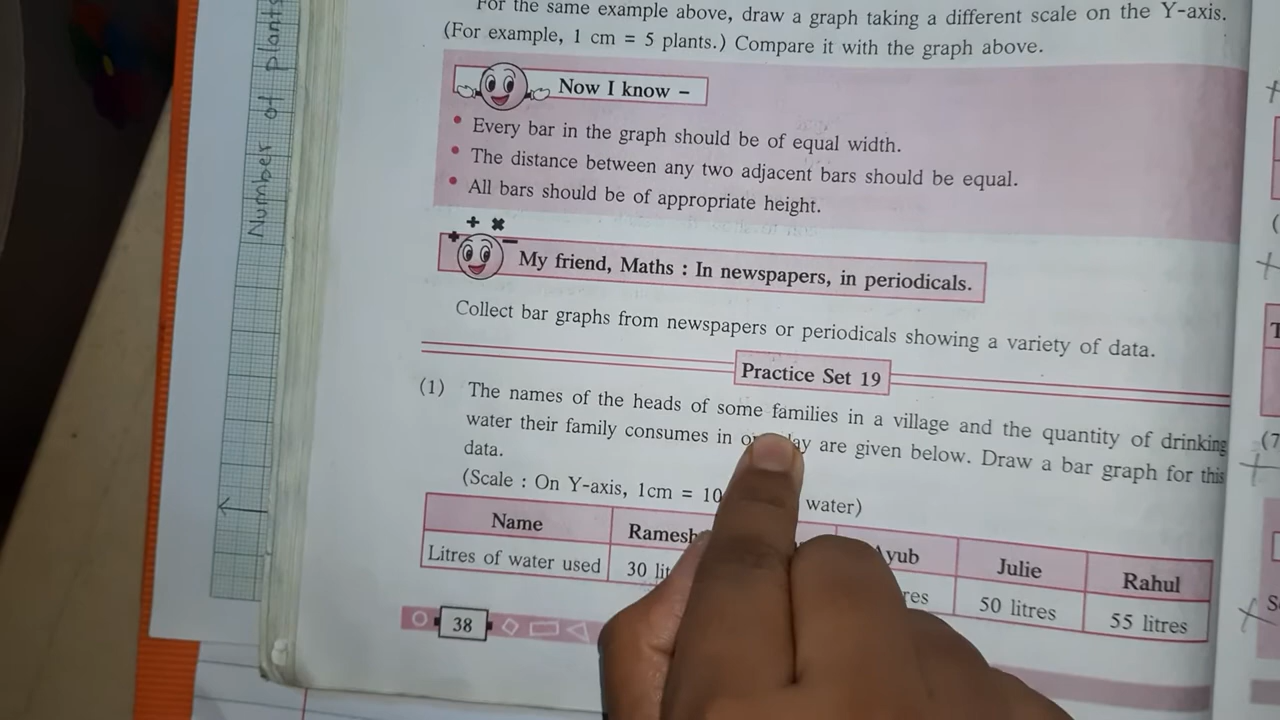 Number of plants
For the same example above, draw a graph taking a different scale on the Y-axis.
(For example, 1 cm = 5 plants.) Compare it with the graph above.
Now I know –
• Every bar in the graph should be of equal width.
• The distance between any two adjacent bars should be equal.
• All bars should be of appropriate height.
My friend, Maths : In newspapers, in periodicals.
Collect bar graphs from newspapers or periodicals showing a variety of data.
Practice Set 19
(1) The names of the heads of some families in a village and the quantity of drinking
water their family consumes in are given below. Draw a bar graph for this
data.
(Scale : On Y-axis, 1cm = 10 water)
Name Ramesh Ayub Julie Rahul
Litres of water used 30 50 litres 55 litres
38